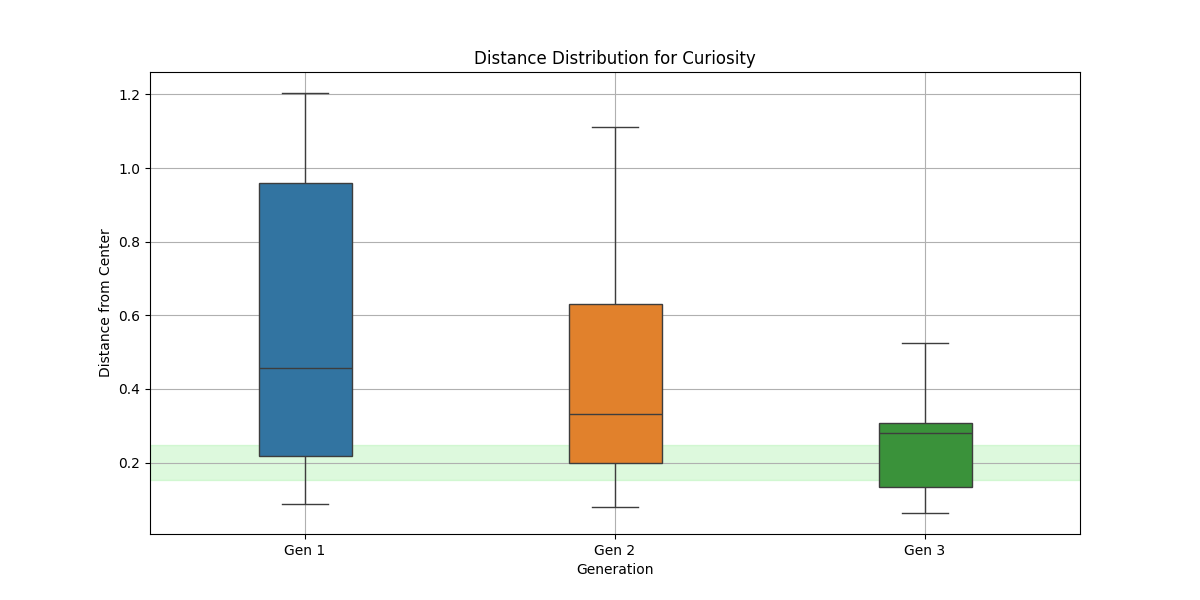 Distance Distribution for Curiosity
Distance from Center
1.2
1.0
0.8
0.6
0.4
0.2
Gen 1 Gen 2 Gen 3
Generation